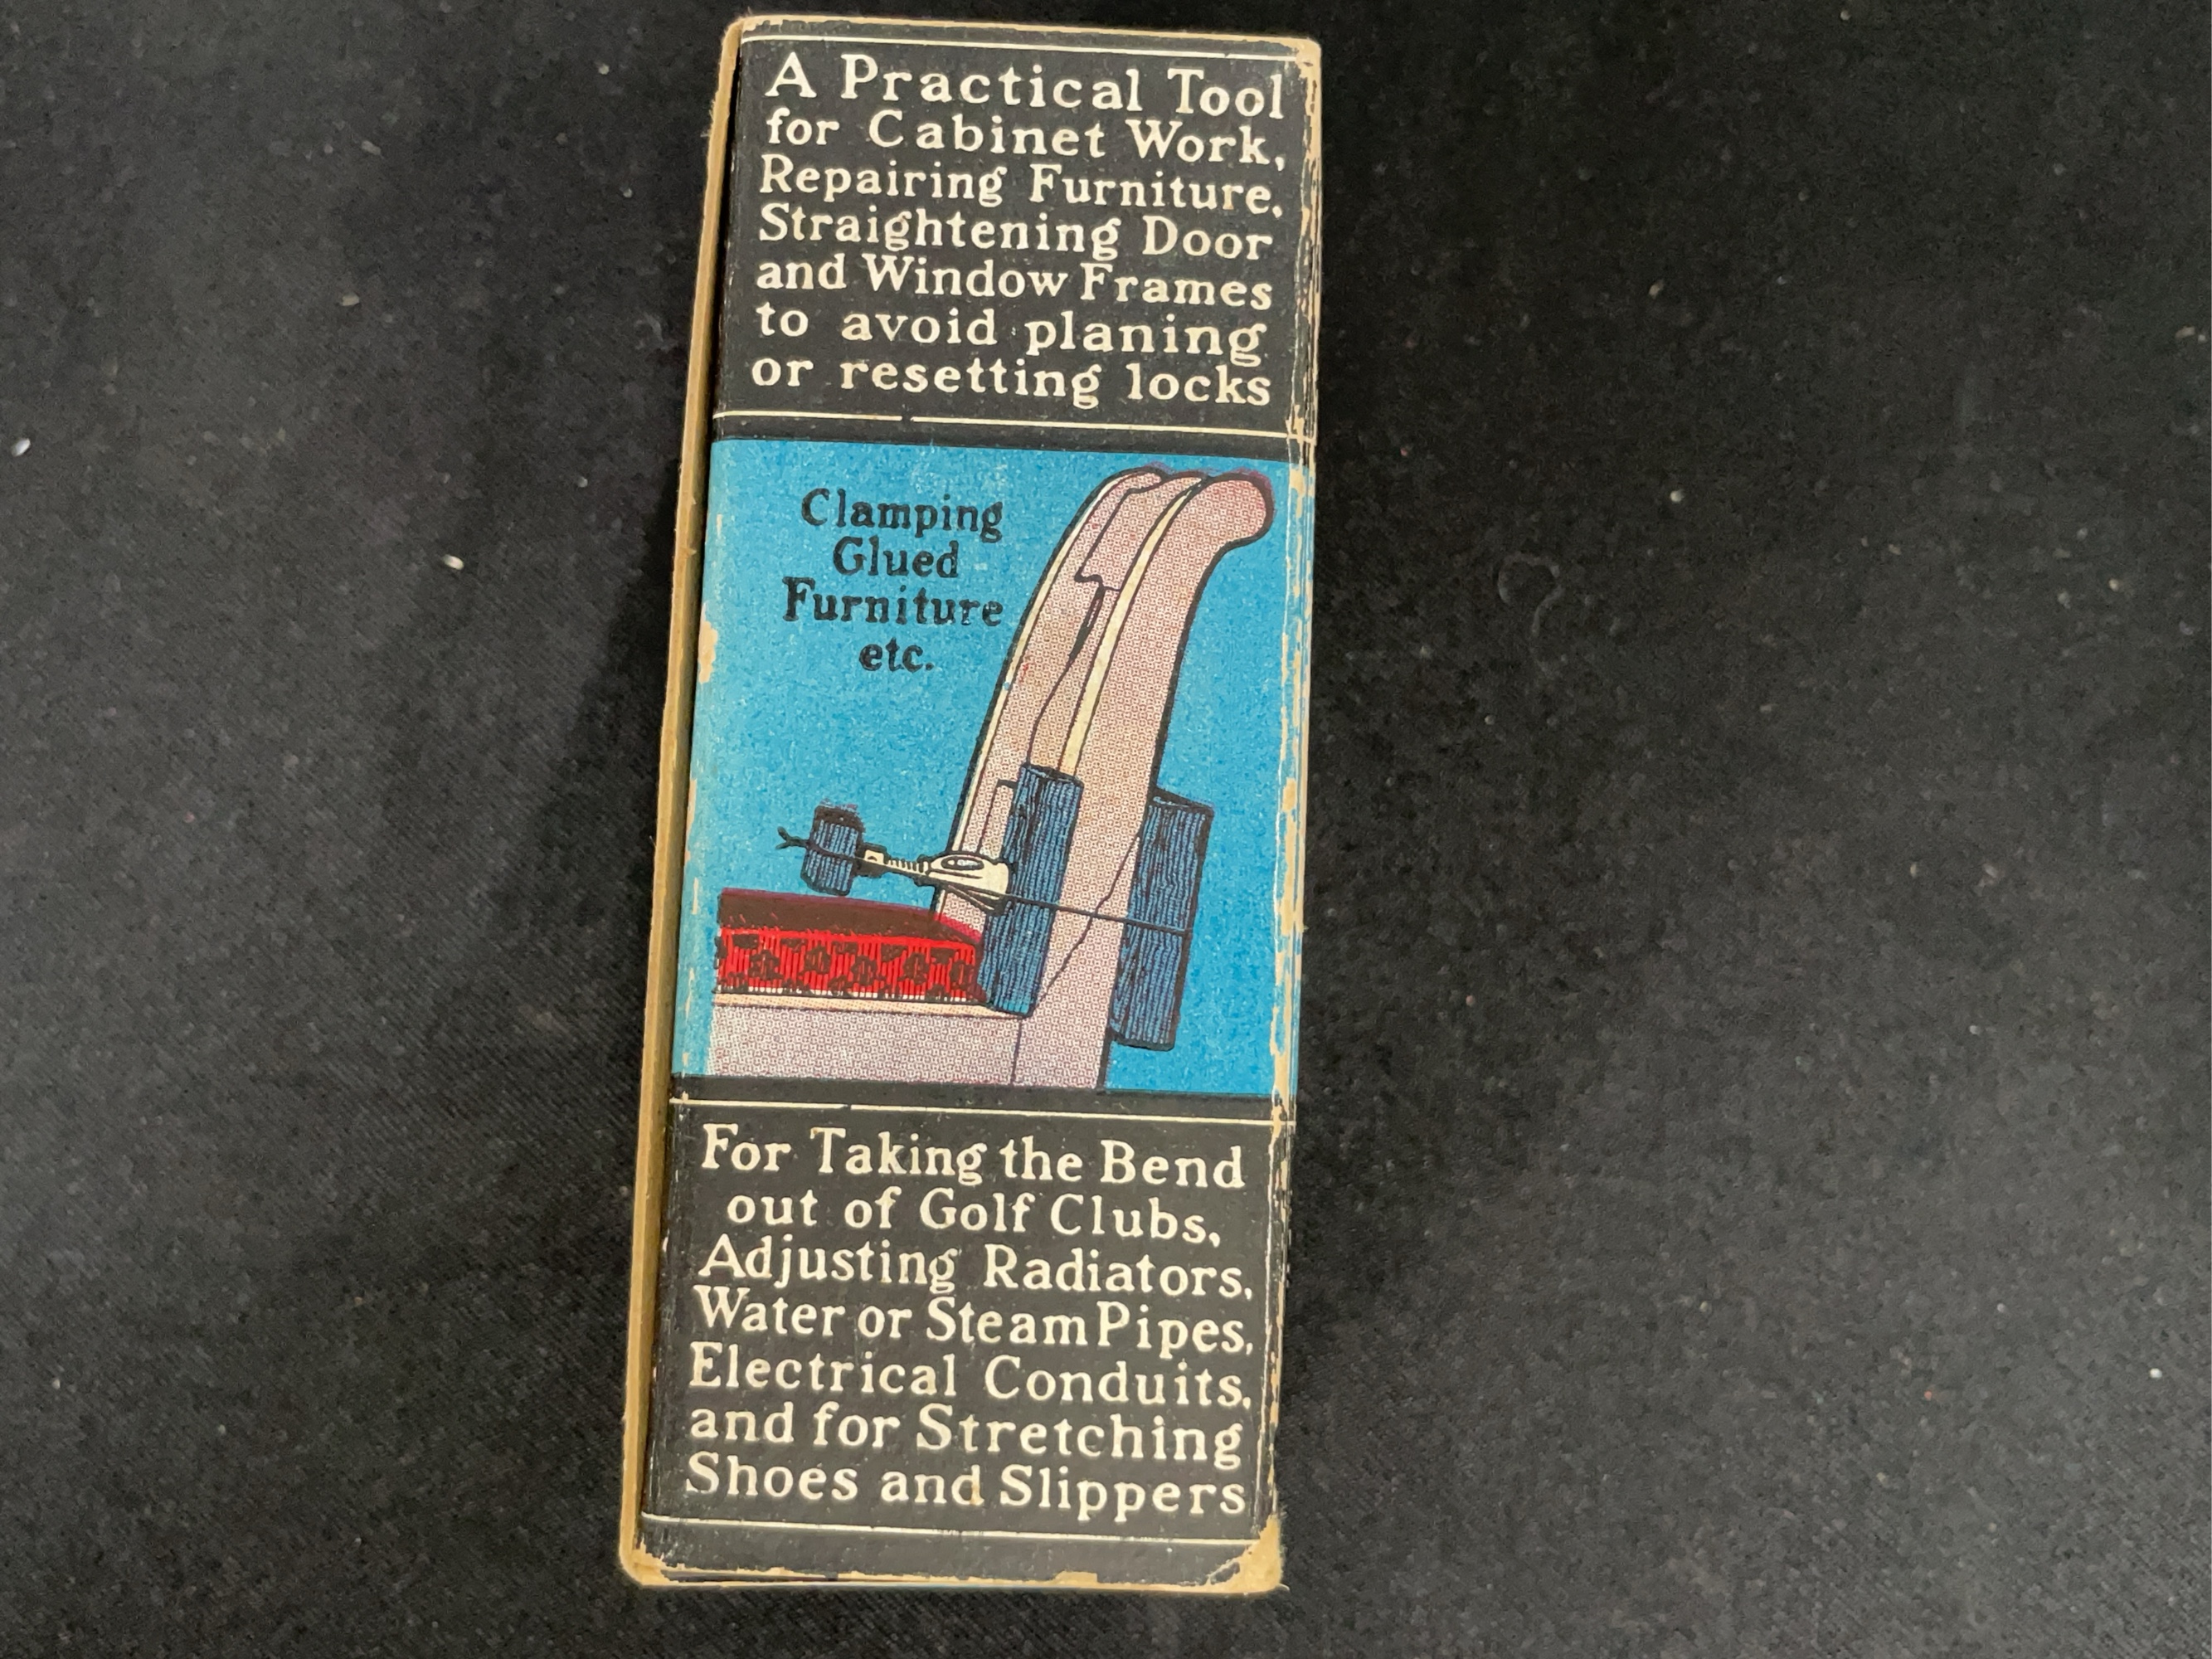 A Practical Tool
for Cabinet Work,
Repairing Furniture,
Straightening Door
and Window Frames
to avoid planing
or resetting locks
Clamping
Glued
Furniture
etc.
For Taking the Bend
out of Golf Clubs,
Adjusting Radiators,
Water or Steam Pipes,
Electrical Conduits,
and for Stretching
Shoes and Slippers